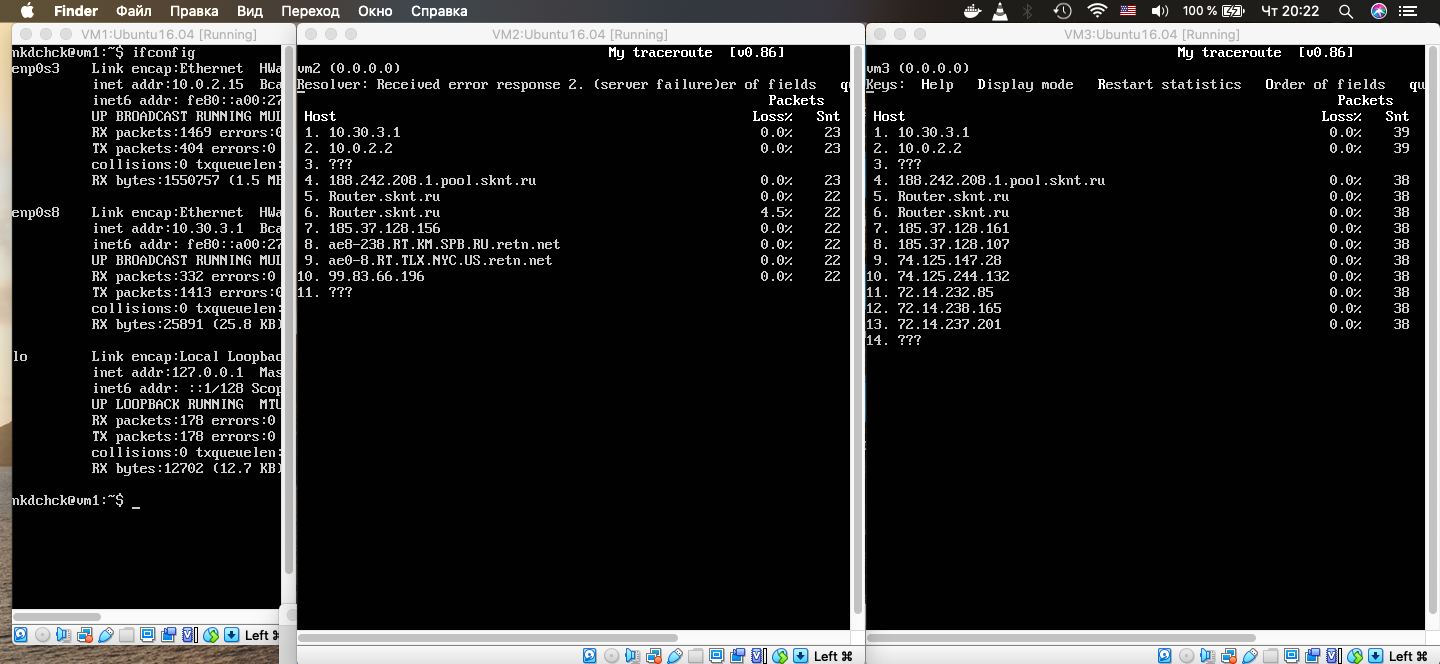 Finder Файл Правка Вид Переход Окно Справка 100 % Чт 20:22
VM1:Ubuntu16.04 [Running]
nkdchck@vm1:~$ ifconfig
enp0s3 Link encap:Ethernet HWa
inet addr:10.0.2.15 Bca
inet6 addr: fe80::a00:27
UP BROADCAST RUNNING MUL
RX packets:1469 errors:0
TX packets:404 errors:0
collisions:0 txqueuelen:
RX bytes:1550757 (1.5 MB
enp0s8 Link encap:Ethernet HWa
inet addr:10.30.3.1 Bca
inet6 addr: fe80::a00:27
UP BROADCAST RUNNING MUL
RX packets:332 errors:0
TX packets:1413 errors:0
collisions:0 txqueuelen:
RX bytes:25891 (25.8 KB)
lo Link encap:Local Loopbac
inet addr:127.0.0.1 Mas
inet6 addr: ::1/128 Scop
UP LOOPBACK RUNNING MTU
RX packets:178 errors:0
TX packets:178 errors:0
collisions:0 txqueuelen:
RX bytes:12702 (12.7 KB)
nkdchck@vm1:~$ _
Left ⌘
VM2:Ubuntu16.04 [Running]
My traceroute [v0.86]
vm2 (0.0.0.0)
Resolver: Received error response 2. (server failure)er of fields qu
Packets
Host Loss% Snt
1. 10.30.3.1 0.0% 23
2. 10.0.2.2 0.0% 23
3. ???
4. 188.242.208.1.pool.sknt.ru 0.0% 23
5. Router.sknt.ru 0.0% 22
6. Router.sknt.ru 4.5% 22
7. 185.37.128.156 0.0% 22
8. ae8-238.RT.KM.SPB.RU.retn.net 0.0% 22
9. ae0-8.RT.TLX.NYC.US.retn.net 0.0% 22
10. 99.83.66.196 0.0% 22
11. ???
Left ⌘
VM3:Ubuntu16.04 [Running]
My traceroute [v0.86]
vm3 (0.0.0.0)
Keys: Help Display mode Restart statistics Order of fields qu
Packets
Host Loss% Snt
1. 10.30.3.1 0.0% 39
2. 10.0.2.2 0.0% 39
3. ???
4. 188.242.208.1.pool.sknt.ru 0.0% 38
5. Router.sknt.ru 0.0% 38
6. Router.sknt.ru 0.0% 38
7. 185.37.128.161 0.0% 38
8. 185.37.128.107 0.0% 38
9. 74.125.147.28 0.0% 38
10. 74.125.244.132 0.0% 38
11. 72.14.232.85 0.0% 38
12. 72.14.238.165 0.0% 38
13. 72.14.237.201 0.0% 38
14. ???
Left ⌘